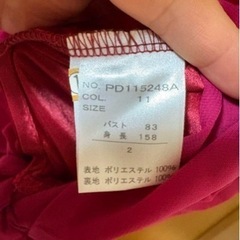 NO. PD115248A
COL. 11
SIZE
バスト 83
身長 158
2
表地 ポリエステル 100%
裏地 ポリエステル 100%